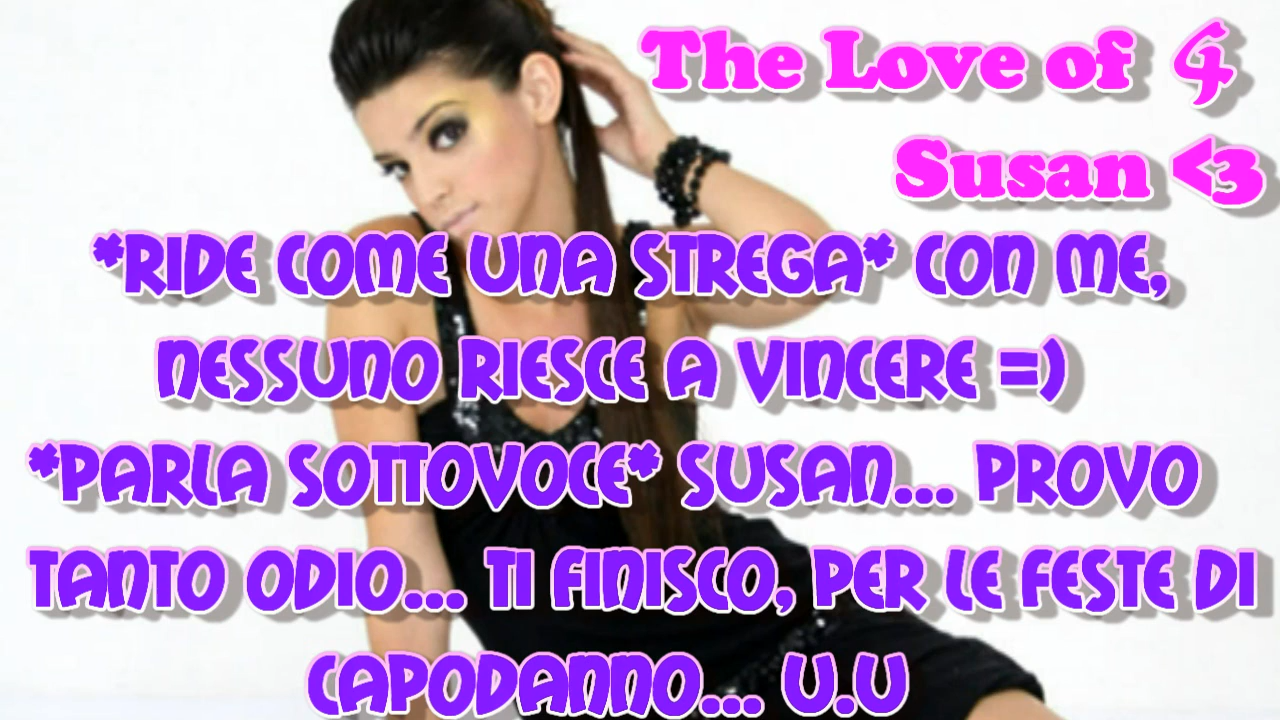 The Love of G
Susan <3
*RIDE COME UNA STREGA* CON ME,
NESSUNO RIESCE A VINCERE =)
*PARLA SOTTOVOCE* SUSAN... PROVO
TANTO ODIO... TI FINISCO, PER LE FESTE DI
CAPODANNO... U.U